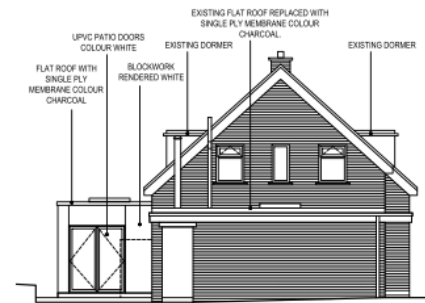 EXISTING FLAT ROOF REPLACED WITH
SINGLE PLY MEMBRANE COLOUR
CHARCOAL.
UPVC PATIO DOORS
COLOUR WHITE
EXISTING DORMER
EXISTING DORMER
FLAT ROOF WITH
SINGLE PLY
MEMBRANE COLOUR
CHARCOAL
BLOCKWORK
RENDERED WHITE